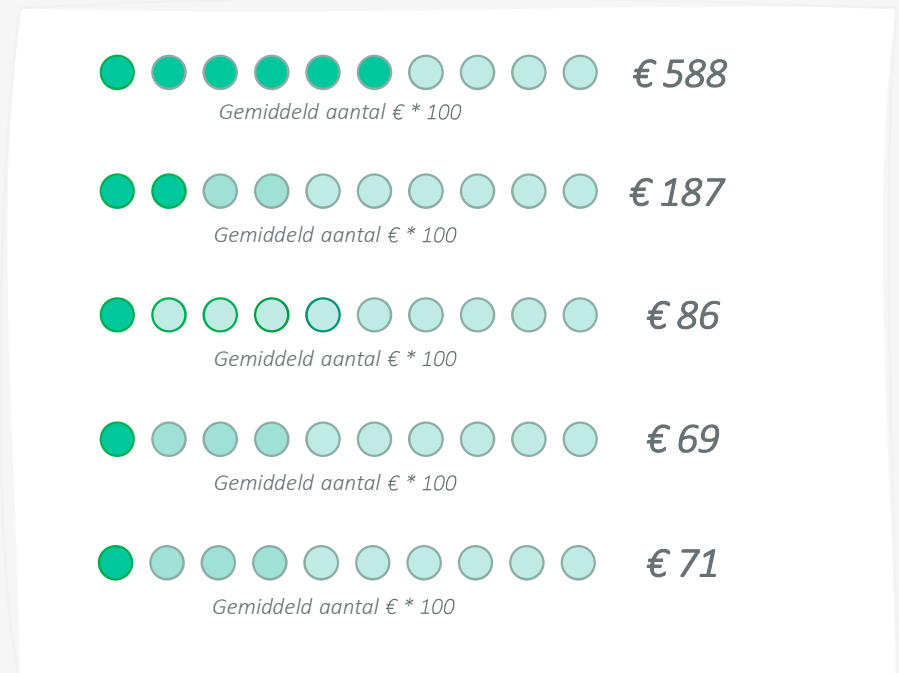 € 588
Gemiddeld aantal € * 100
€ 187
Gemiddeld aantal € * 100
€ 86
Gemiddeld aantal € * 100
€ 69
Gemiddeld aantal € * 100
€ 71
Gemiddeld aantal € * 100